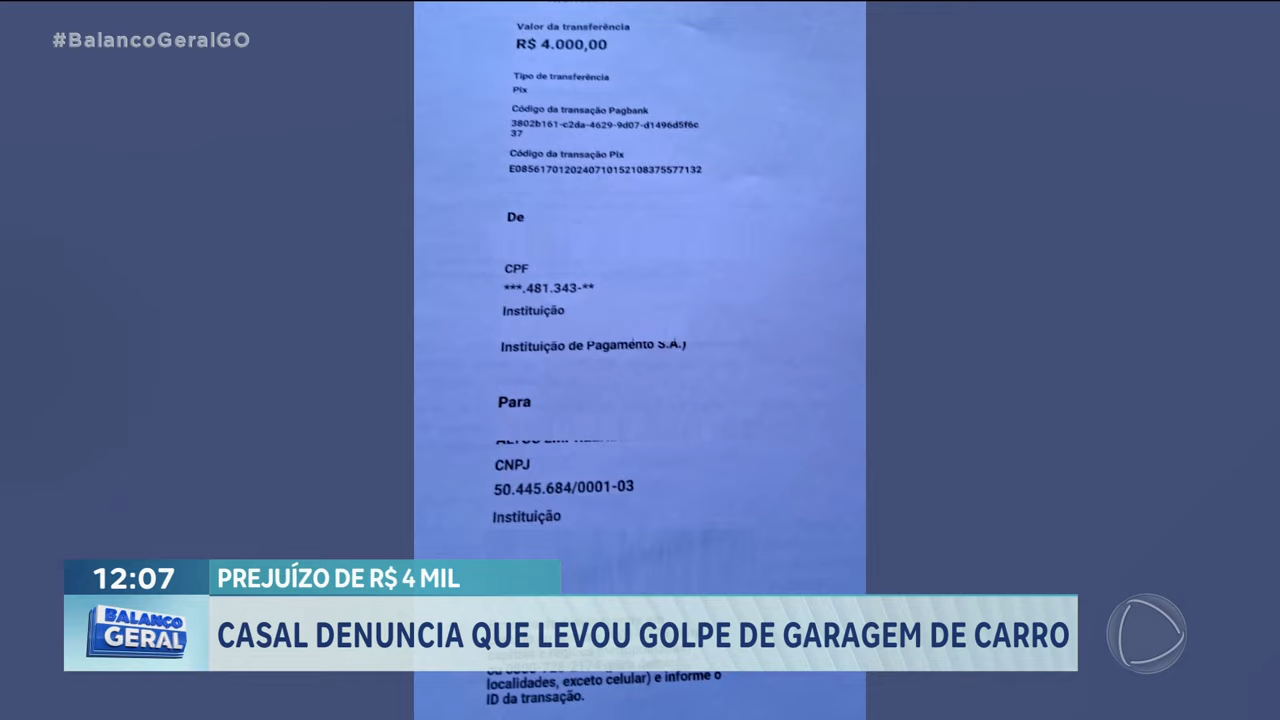 #BalancoGeralGO
Valor da transferência
R$ 4.000,00
Tipo de transferência
Pix
Código da transação Pagbank
3802b161-c2da-4629-9d07-d1496d5f6c
37
Código da transação Pix
E08561701202407101521083755577132
De
CPF
***.481.343-**
Instituição
Instituição de Pagamento S.A.)
Para
CNPJ
50.445.684/0001-03
Instituição
12:07
PREJUÍZO DE R$ 4 MIL
BALANCO
GERAL
CASAL DENUNCIA QUE LEVOU GOLPE DE GARAGEM DE CARRO
localidades, exceto celular) e informe o
ID da transação.